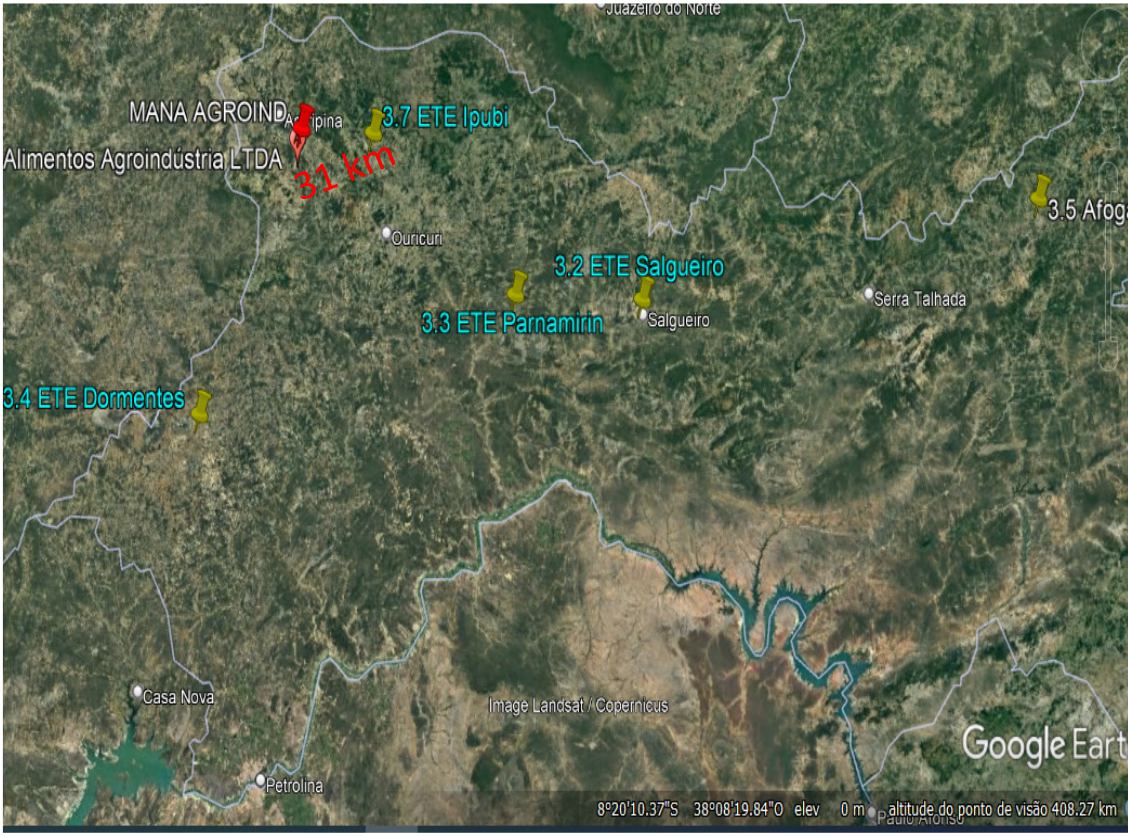 Juazeiro do Norte
MANA AGROIND
3.7 ETE Ipubi
Alimentos Agroindústria LTDA
31 km
3.5 Afoga
Ouricuri
3.2 ETE Salgueiro
Serra Talhada
3.3 ETE Parnamirin
Salgueiro
3.4 ETE Dormentes
Casa Nova
Image Landsat / Copernicus
Google Eart
Petrolina
8°20'10.37"S 38°08'19.84"O elev 0 m altitude do ponto de visão 408.27 km
Paulo Afonso